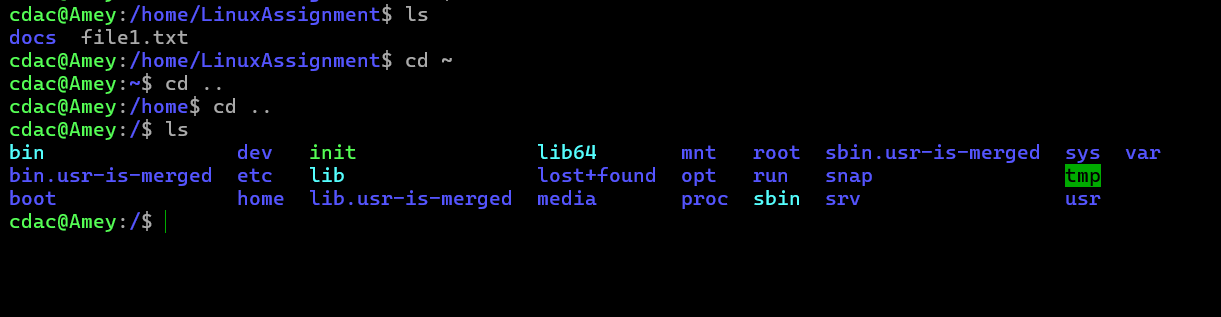 cdac@Amey:/home/LinuxAssignment$ ls
docs  file1.txt
cdac@Amey:/home/LinuxAssignment$ cd ~
cdac@Amey:~$ cd ..
cdac@Amey:/home$ cd ..
cdac@Amey:/$ ls
bin                dev   init                lib64       mnt   root  sbin.usr-is-merged  sys  var
bin.usr-is-merged  etc   lib                 lost+found  opt   run   snap                tmp
boot               home  lib.usr-is-merged  media       proc  sbin  srv                 usr
cdac@Amey:/$